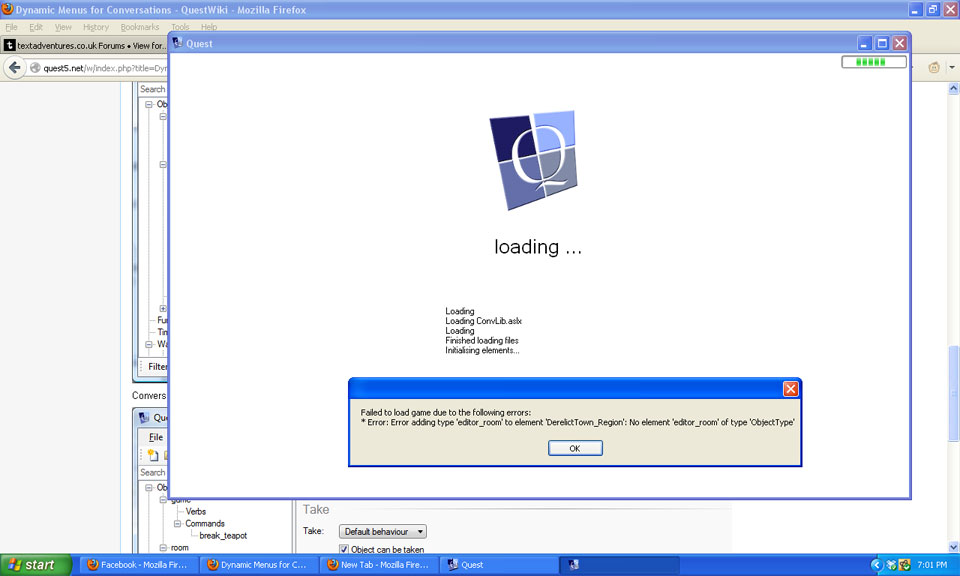 Dynamic Menus for Conversations - QuestWiki - Mozilla Firefox
File Edit View History Bookmarks Tools Help
t textadventures.co.uk Forums • View for...
quest5.net/w/index.php?title=Dyn
Quest
Search
Ob
Q
loading ...
Loading
Loading ConvLib.aslx
Loading
Finished loading files
Initialising elements...
Fu
Tim
Wa
Filter
Convers
Failed to load game due to the following errors:
* Error: Error adding type 'editor_room' to element 'DerelictTown_Region': No element 'editor_room' of type 'ObjectType'
OK
Que
File
Search
Ob
game
Verbs
Commands
break_teapot
room
Take
Take: Default behaviour
Object can be taken
start
Facebook - Mozilla Fir...
Dynamic Menus for C...
New Tab - Mozilla Fire...
Quest
7:01 PM